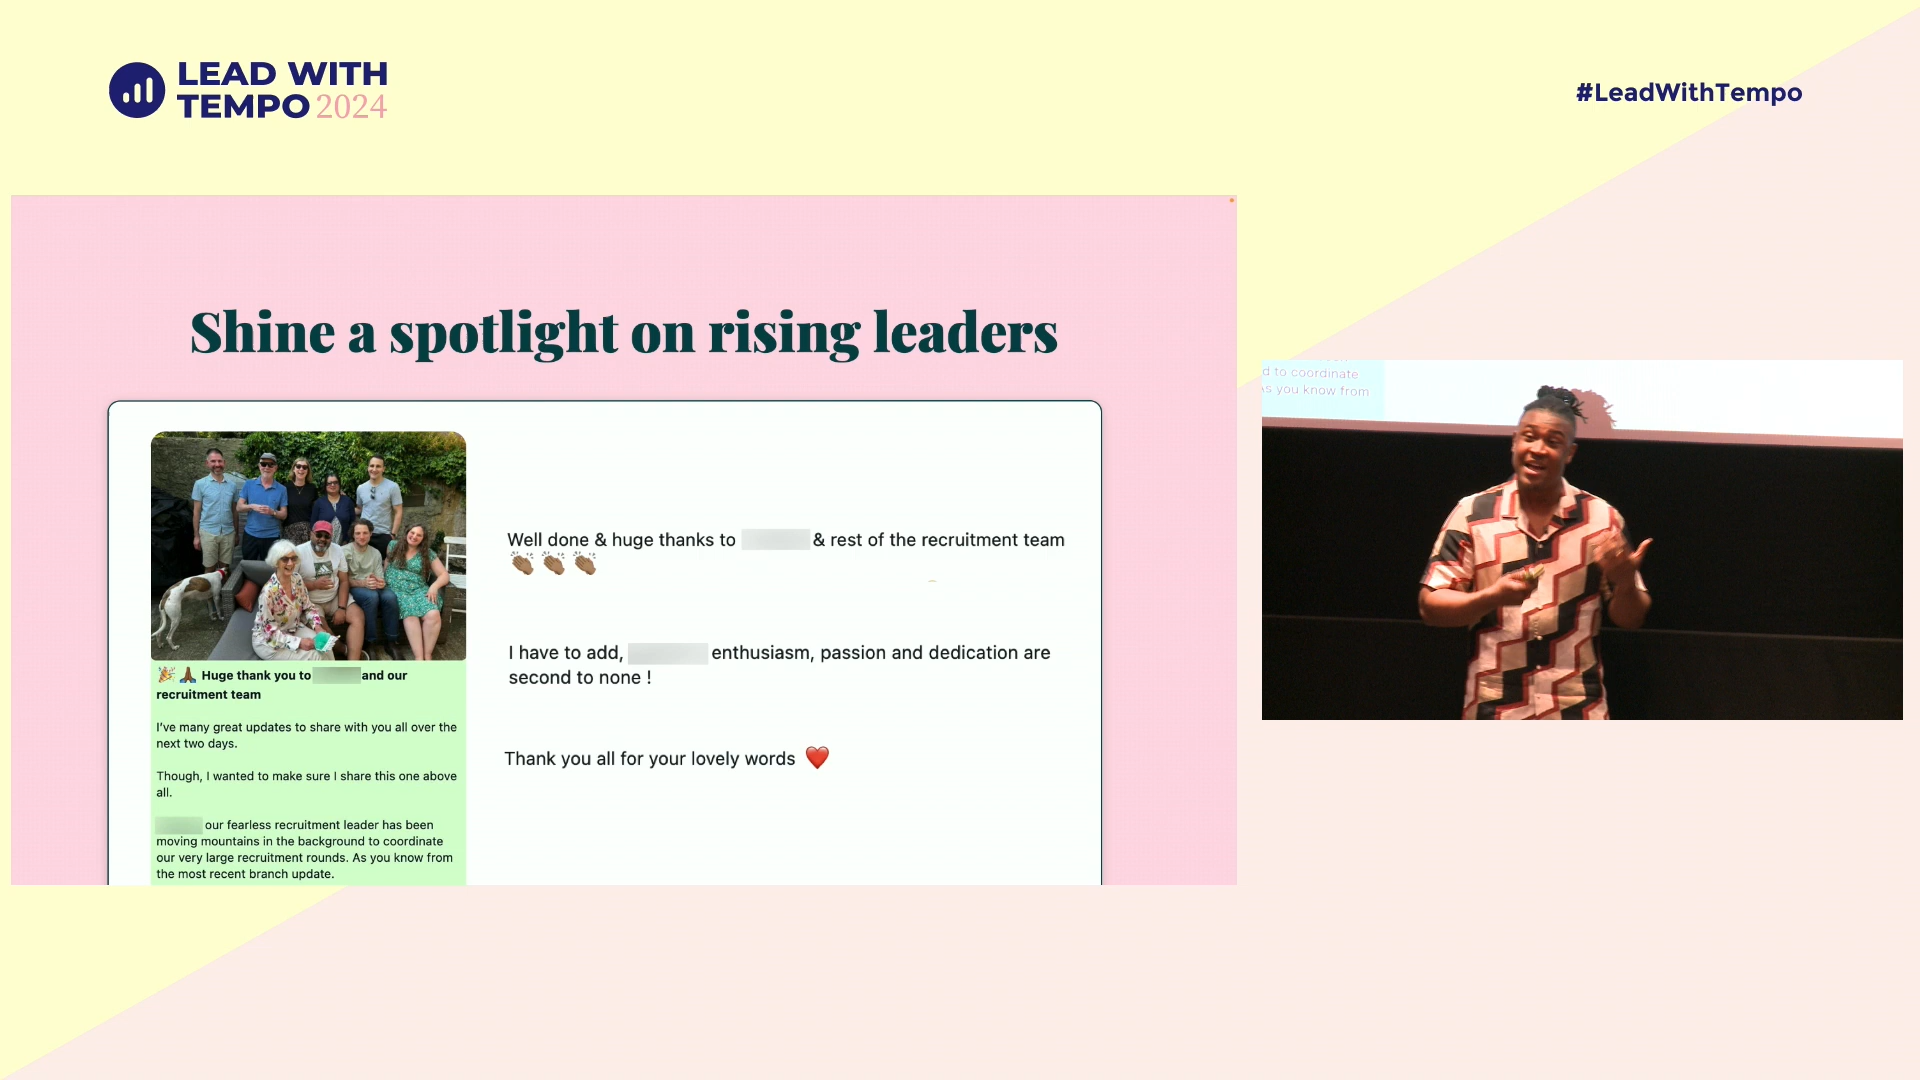 LEAD WITH
TEMPO 2024
#LeadWithTempo
Shine a spotlight on rising leaders
Huge thank you to and our
recruitment team
I've many great updates to share with you all over the
next two days.
Though, I wanted to make sure I share this one above
all.
our fearless recruitment leader has been
moving mountains in the background to coordinate
our very large recruitment rounds. As you know from
the most recent branch update.
Well done & huge thanks to & rest of the recruitment team
I have to add, enthusiasm, passion and dedication are
second to none !
Thank you all for your lovely words
d to coordinate
As you know from